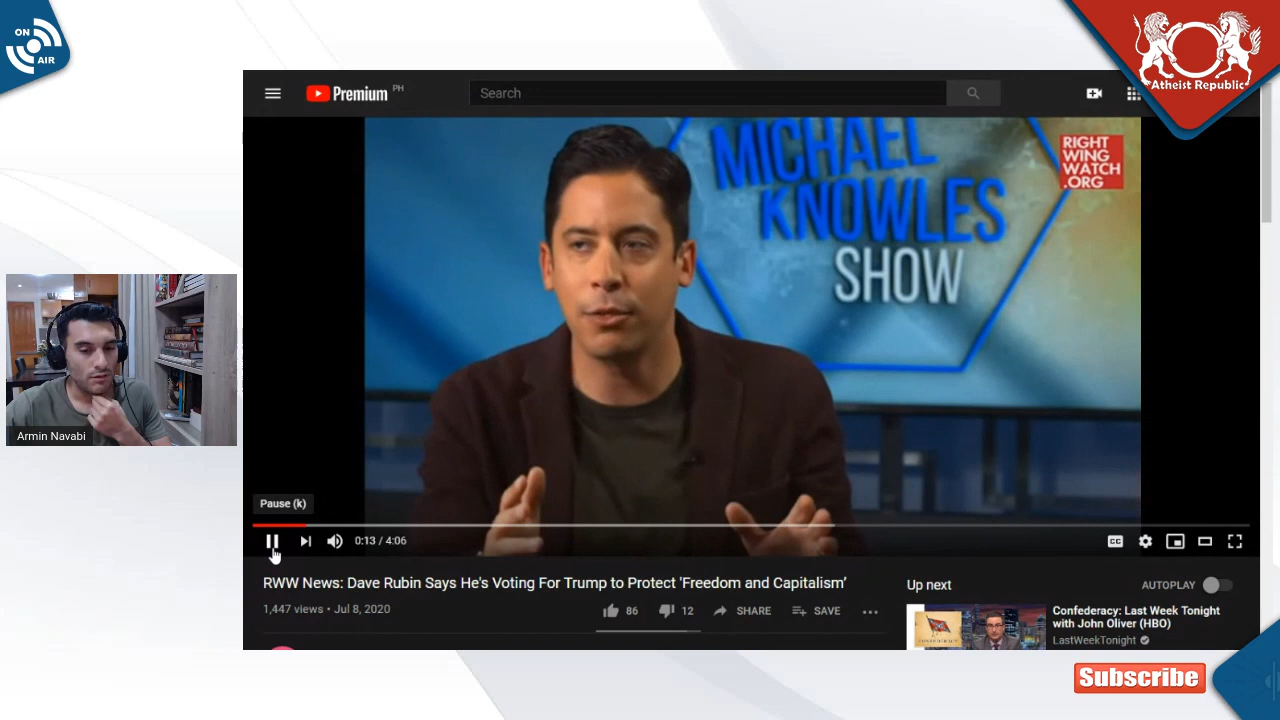 ON
AIR
Premium PH
Search
Atheist Republic
MICHAEL
KNOWLES
SHOW
RIGHT
WING
WATCH
.ORG
Armin Navabi
Pause (k)
0:13 / 4:06
CC
RWW News: Dave Rubin Says He's Voting For Trump to Protect 'Freedom and Capitalism'
1,447 views • Jul 8, 2020
86
12
SHARE
SAVE
Up next
AUTOPLAY
Confederacy: Last Week Tonight
with John Oliver (HBO)
LastWeekTonight
Subscribe